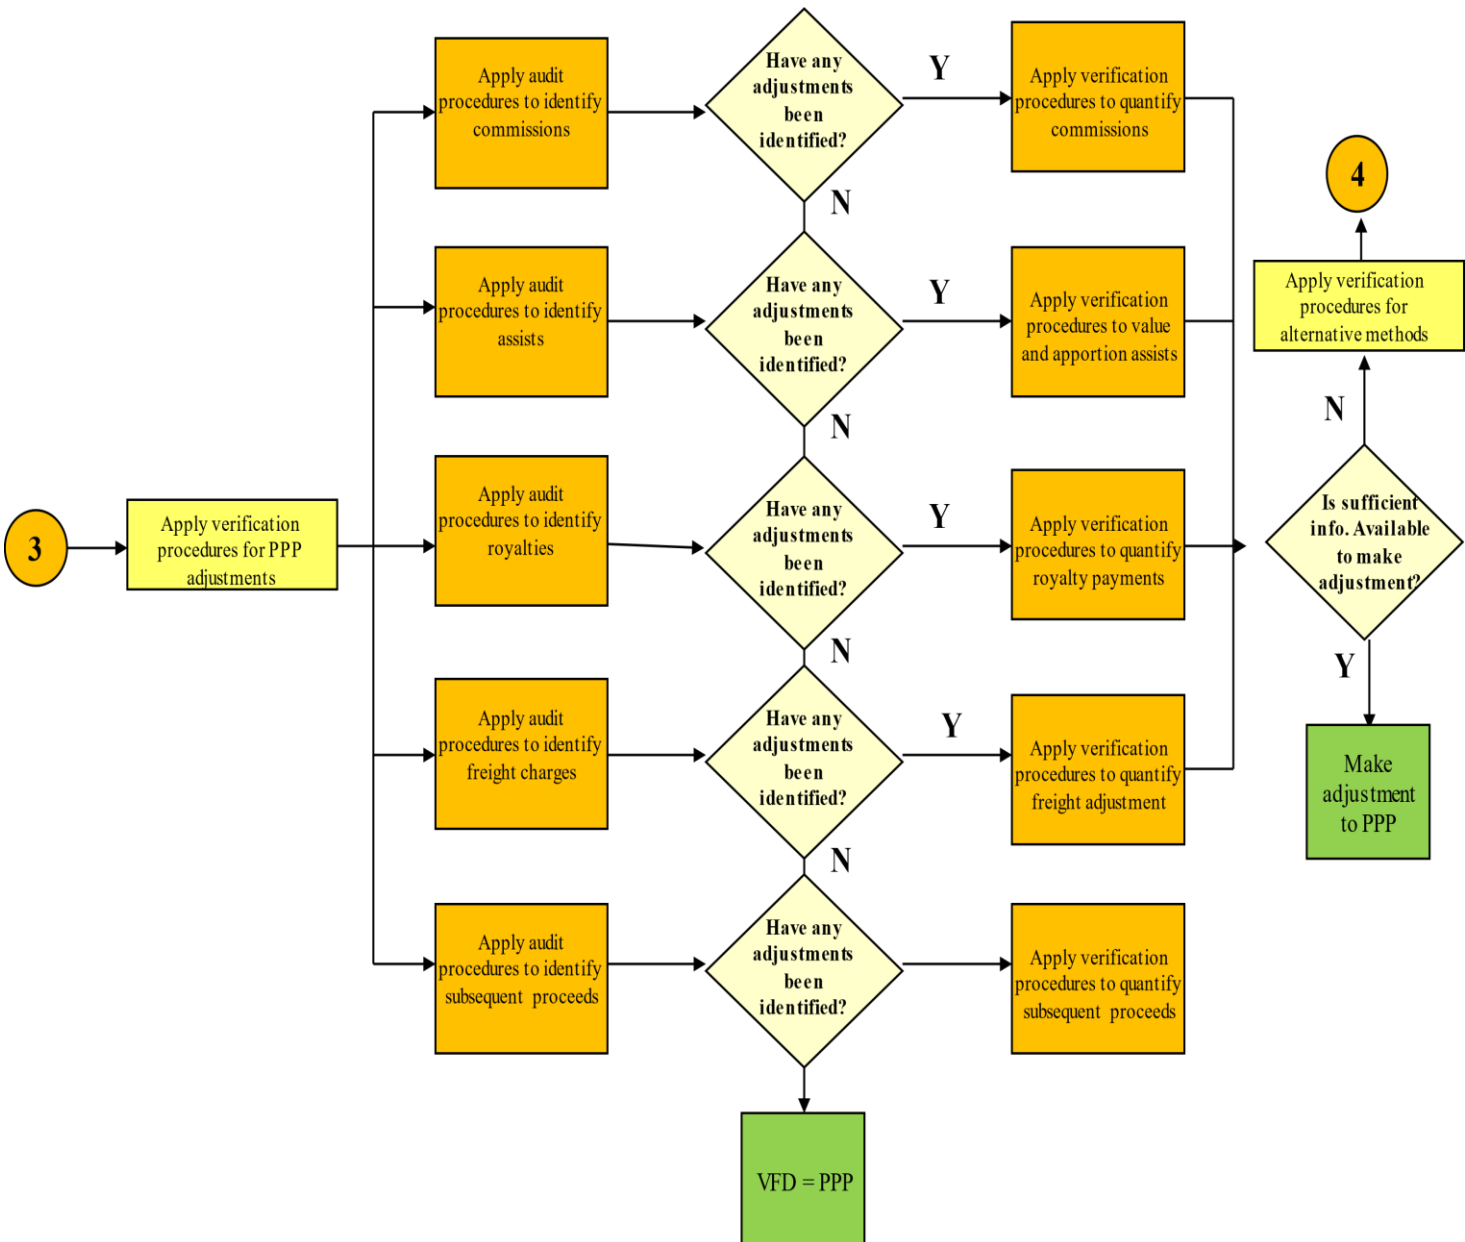 3
Apply verification
procedures for PPP
adjustments
Apply audit
procedures to identify
commissions
Have any
adjustments
been
identified?
Y
Apply verification
procedures to quantify
commissions
N
Apply audit
procedures to identify
assists
Have any
adjustments
been
identified?
Y
Apply verification
procedures to value
and apportion assists
N
Apply audit
procedures to identify
royalties
Have any
adjustments
been
identified?
Y
Apply verification
procedures to quantify
royalty payments
N
Apply audit
procedures to identify
freight charges
Have any
adjustments
been
identified?
Y
Apply verification
procedures to quantify
freight adjustment
N
Apply audit
procedures to identify
subsequent proceeds
Have any
adjustments
been
identified?
Apply verification
procedures to quantify
subsequent proceeds
VFD = PPP
4
Apply verification
procedures for
alternative methods
N
Is sufficient
info. Available
to make
adjustment?
Y
Make
adjustment
to PPP